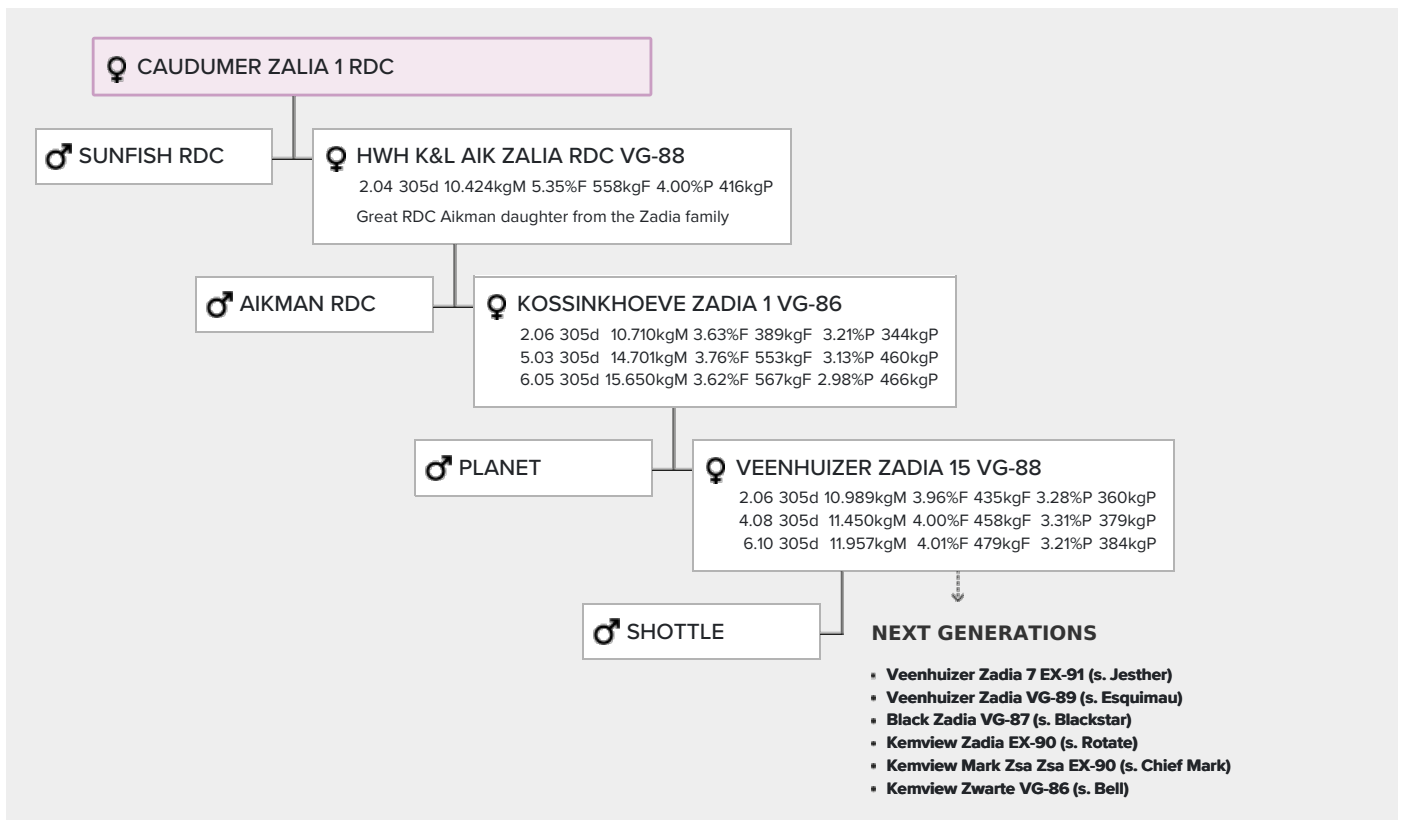 CAUDUMER ZALIA 1 RDC
SUNFISH RDC
HWH K&L AIK ZALIA RDC VG-88
2.04 305d 10.424kgM 5.35%F 558kgF 4.00%P 416kgP
Great RDC Aikman daughter from the Zadia family
AIKMAN RDC
KOSSINKHOEVE ZADIA 1 VG-86
2.06 305d 10.710kgM 3.63%F 389kgF 3.21%P 344kgP
5.03 305d 14.701kgM 3.76%F 553kgF 3.13%P 460kgP
6.05 305d 15.650kgM 3.62%F 567kgF 2.98%P 466kgP
PLANET
VEENHUIZER ZADIA 15 VG-88
2.06 305d 10.989kgM 3.96%F 435kgF 3.28%P 360kgP
4.08 305d 11.450kgM 4.00%F 458kgF 3.31%P 379kgP
6.10 305d 11.957kgM 4.01%F 479kgF 3.21%P 384kgP
SHOTTLE
NEXT GENERATIONS
Veenhuizer Zadia 7 EX-91 (s. Jesther)
Veenhuizer Zadia VG-89 (s. Esquimau)
Black Zadia VG-87 (s. Blackstar)
Kemview Zadia EX-90 (s. Rotate)
Kemview Mark Zsa Zsa EX-90 (s. Chief Mark)
Kemview Zwarte VG-86 (s. Bell)